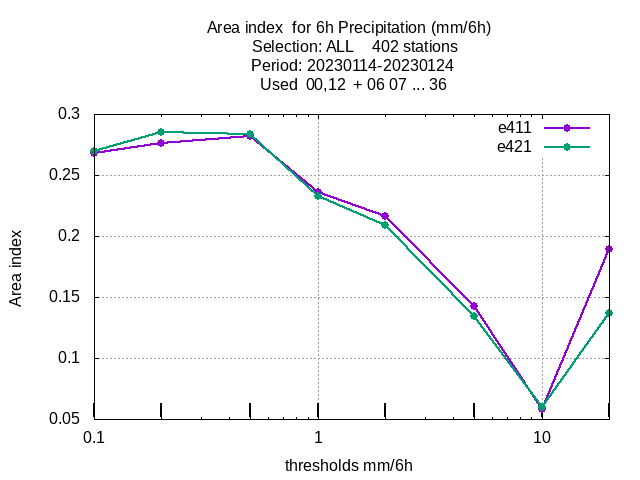 Area index  for 6h Precipitation (mm/6h)
Selection: ALL    402 stations
Period: 20230114-20230124
Used  00,12  + 06 07 ... 36
0.3
e411
e421
0.25
0.2
Area index
0.15
0.1
0.05
0.1 1 10
thresholds mm/6h